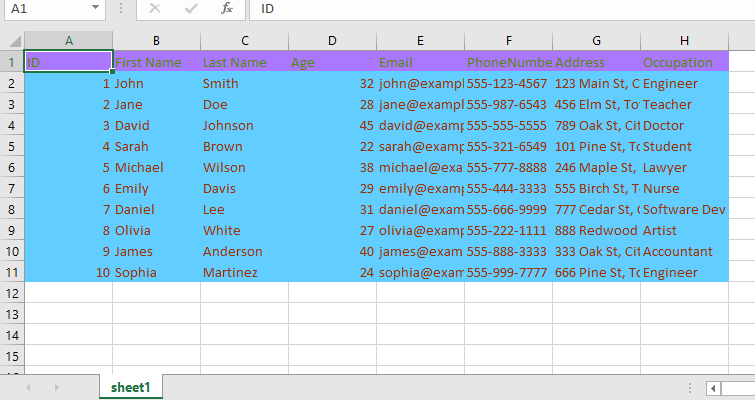 A1 fx ID
A B C D E F G H
1 ID First Name Last Name Age Email PhoneNumbe Address Occupation
2 1 John Smith 32 john@exampl 555-123-4567 123 Main St, C Engineer
3 2 Jane Doe 28 jane@exampl 555-987-6543 456 Elm St, To Teacher
4 3 David Johnson 45 david@examp 555-555-5555 789 Oak St, Cit Doctor
5 4 Sarah Brown 22 sarah@examp 555-321-6549 101 Pine St, To Student
6 5 Michael Wilson 38 michael@exa 555-777-8888 246 Maple St, Lawyer
7 6 Emily Davis 29 emily@examp 555-444-3333 555 Birch St, T Nurse
8 7 Daniel Lee 31 daniel@exam 555-666-9999 777 Cedar St, Software Dev
9 8 Olivia White 27 olivia@examp 555-222-1111 888 Redwood Artist
10 9 James Anderson 40 james@exam 555-888-3333 333 Oak St, Cit Accountant
11 10 Sophia Martinez 24 sophia@exam 555-999-7777 666 Pine St, To Engineer
12
13
14
15
sheet1